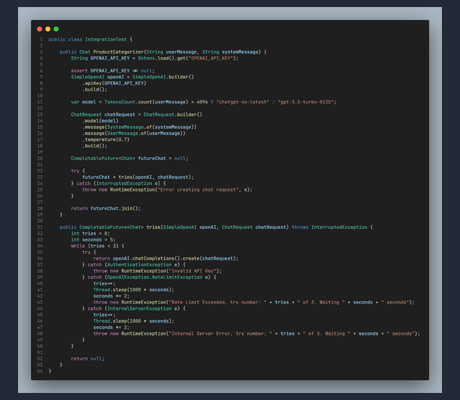 1 public class IntegrationTest {
2
3 public Chat ProductCategorizer(String userMessage, String systemMessage) {
4 String OPENAI_API_KEY = Dotenv.load().get("OPENAI_API_KEY");
5
6 assert OPENAI_API_KEY != null;
7 SimpleOpenAI openAI = SimpleOpenAI.builder()
8 .apiKey(OPENAI_API_KEY)
9 .build();
10
11 var model = TokensCount.count(userMessage) > 4096 ? "chatgpt-4o-latest" : "gpt-3.5-turbo-0125";
12
13 ChatRequest chatRequest = ChatRequest.builder()
14 .model(model)
15 .message(SystemMessage.of(systemMessage))
16 .message(UserMessage.of(userMessage))
17 .temperature(0.7)
18 .build();
19
20 CompletableFuture<Chat> futureChat = null;
21
22 try {
23 futureChat = tries(openAI, chatRequest);
24 } catch (InterruptedException e) {
25 throw new RuntimeException("Error creating chat request", e);
26 }
27
28 return futureChat.join();
29 }
30
31 public CompletableFuture<Chat> tries(SimpleOpenAI openAI, ChatRequest chatRequest) throws InterruptedException {
32 int tries = 0;
33 int seconds = 5;
34 while (tries < 3) {
35 try {
36 return openAI.chatCompletions().create(chatRequest);
37 } catch (AuthenticationException e) {
38 throw new RuntimeException("Invalid API Key");
39 } catch (OpenAIException.RateLimitException e) {
40 tries++;
41 Thread.sleep(1000 * seconds);
42 seconds *= 2;
43 throw new RuntimeException("Rate Limit Exceeded, try number: " + tries + " of 3. Waiting " + seconds + " seconds");
44 } catch (InternalServerException e) {
45 tries++;
46 Thread.sleep(1000 * seconds);
47 seconds *= 2;
48 throw new RuntimeException("Internal Server Error, try number: " + tries + " of 3. Waiting " + seconds + " seconds");
49 }
50 }
51
52 return null;
53 }
54 }